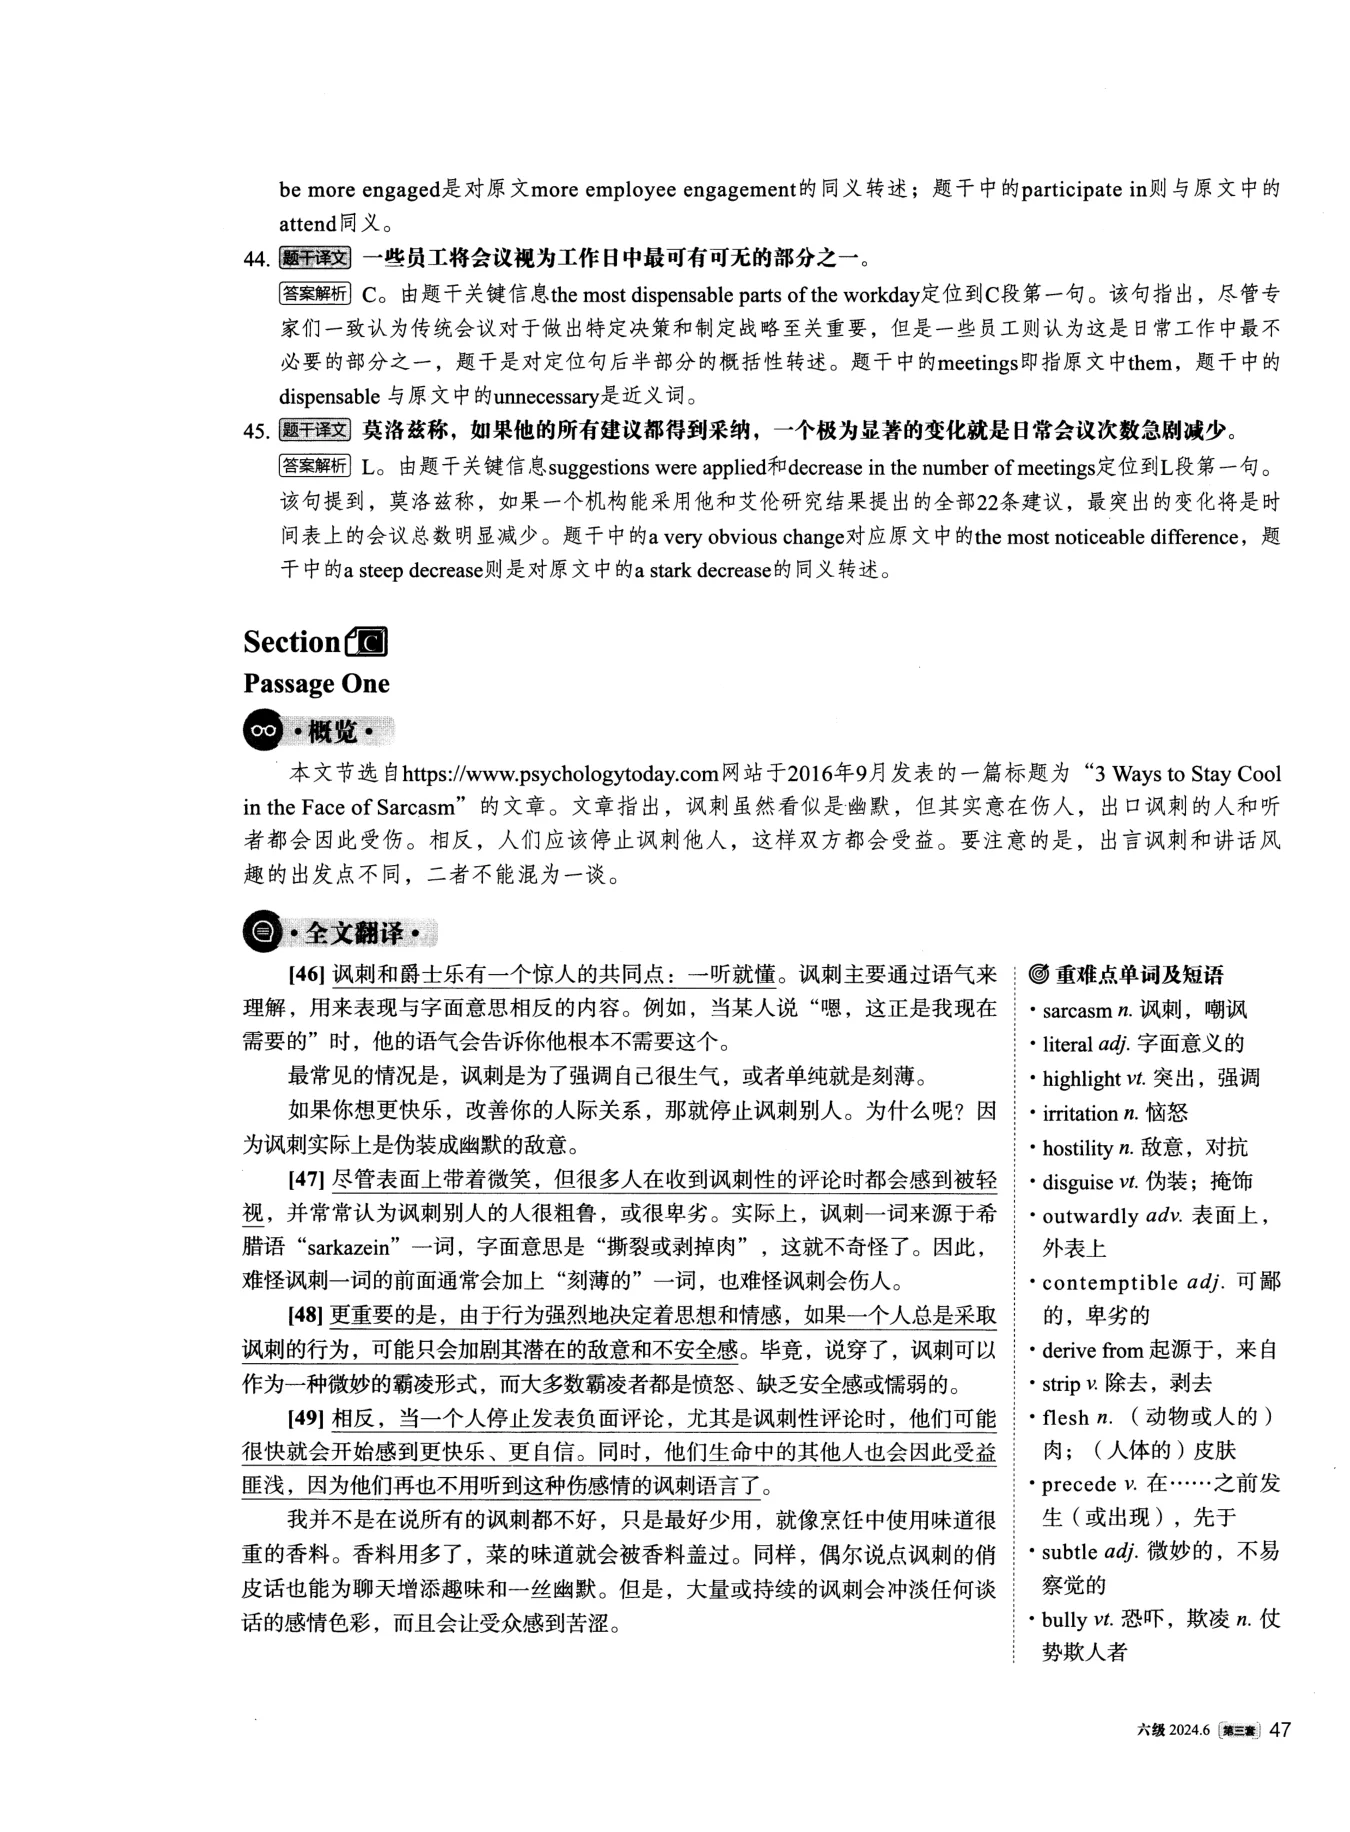 be more engaged是对原文more employee engagement的同义转述；题干中的participate in则与原文中的
attend同义。
44. 题干译文 一些员工将会议视为工作日中最可有可无的部分之一。
答案解析 C。由题干关键信息the most dispensable parts of the workday定位到C段第一句。该句指出，尽管专
家们一致认为传统会议对于做出特定决策和制定战略至关重要，但是一些员工则认为这是日常工作中最不
必要的部分之一，题干是对定位句后半部分的概括性转述。题干中的meetings即指原文中them，题干中的
dispensable 与原文中的unnecessary是近义词。
45. 题干译文 莫洛兹称，如果他的所有建议都得到采纳，一个极为显著的变化就是日常会议次数急剧减少。
答案解析 L。由题干关键信息suggestions were applied和decrease in the number of meetings定位到L段第一句。
该句提到，莫洛兹称，如果一个机构能采用他和艾伦研究结果提出的全部22条建议，最突出的变化将是时
间表上的会议总数明显减少。题干中的a very obvious change对应原文中的the most noticeable difference，题
干中的a steep decrease则是对原文中的a stark decrease的同义转述。
Section C
Passage One
·概览·
本文节选自https://www.psychologytoday.com网站于2016年9月发表的一篇标题为“3 Ways to Stay Cool
in the Face of Sarcasm”的文章。文章指出，讽刺虽然看似是幽默，但其实意在伤人，出口讽刺的人和听
者都会因此受伤。相反，人们应该停止讽刺他人，这样双方都会受益。要注意的是，出言讽刺和讲话风
趣的出发点不同，二者不能混为一谈。
·全文翻译·
[46] 讽刺和爵士乐有一个惊人的共同点：一听就懂。讽刺主要通过语气来
理解，用来表现与字面意思相反的内容。例如，当某人说“嗯，这正是我现在
需要的”时，他的语气会告诉你他根本不需要这个。
最常见的情况是，讽刺是为了强调自己很生气，或者单纯就是刻薄。
如果你想更快乐，改善你的人际关系，那就停止讽刺别人。为什么呢？因
为讽刺实际上是伪装成幽默的敌意。
[47] 尽管表面上带着微笑，但很多人在收到讽刺性的评论时都会感到被轻
视，并常常认为讽刺别人的人很粗鲁，或很卑劣。实际上，讽刺一词来源于希
腊语“sarkazein”一词，字面意思是“撕裂或剥掉肉”，这就不奇怪了。因此，
难怪讽刺一词的前面通常会加上“刻薄的”一词，也难怪讽刺会伤人。
[48] 更重要的是，由于行为强烈地决定着思想和情感，如果一个人总是采取
讽刺的行为，可能只会加剧其潜在的敌意和不安全感。毕竟，说穿了，讽刺可以
作为一种微妙的霸凌形式，而大多数霸凌者都是愤怒、缺乏安全感或懦弱的。
[49] 相反，当一个人停止发表负面评论，尤其是讽刺性评论时，他们可能
很快就会开始感到更快乐、更自信。同时，他们生命中的其他人也会因此受益
匪浅，因为他们再也不用听到这种伤感情的讽刺语言了。
我并不是在说所有的讽刺都不好，只是最好少用，就像烹饪中使用味道很
重的香料。香料用多了，菜的味道就会被香料盖过。同样，偶尔说点讽刺的俏
皮话也能为聊天增添趣味和一丝幽默。但是，大量或持续的讽刺会冲淡任何谈
话的感情色彩，而且会让受众感到苦涩。
重难点单词及短语
· sarcasm n. 讽刺，嘲讽
· literal adj. 字面意义的
· highlight vt. 突出，强调
· irritation n. 恼怒
· hostility n. 敌意，对抗
· disguise vt. 伪装；掩饰
· outwardly adv. 表面上，
外表上
· contemptible adj. 可鄙
的，卑劣的
· derive from 起源于，来自
· strip v. 除去，剥去
· flesh n. （动物或人的）
肉；（人体的）皮肤
· precede v. 在……之前发
生（或出现），先于
· subtle adj. 微妙的，不易
察觉的
· bully vt. 恐吓，欺凌 n. 仗
势欺人者
六级 2024.6 第三套 47